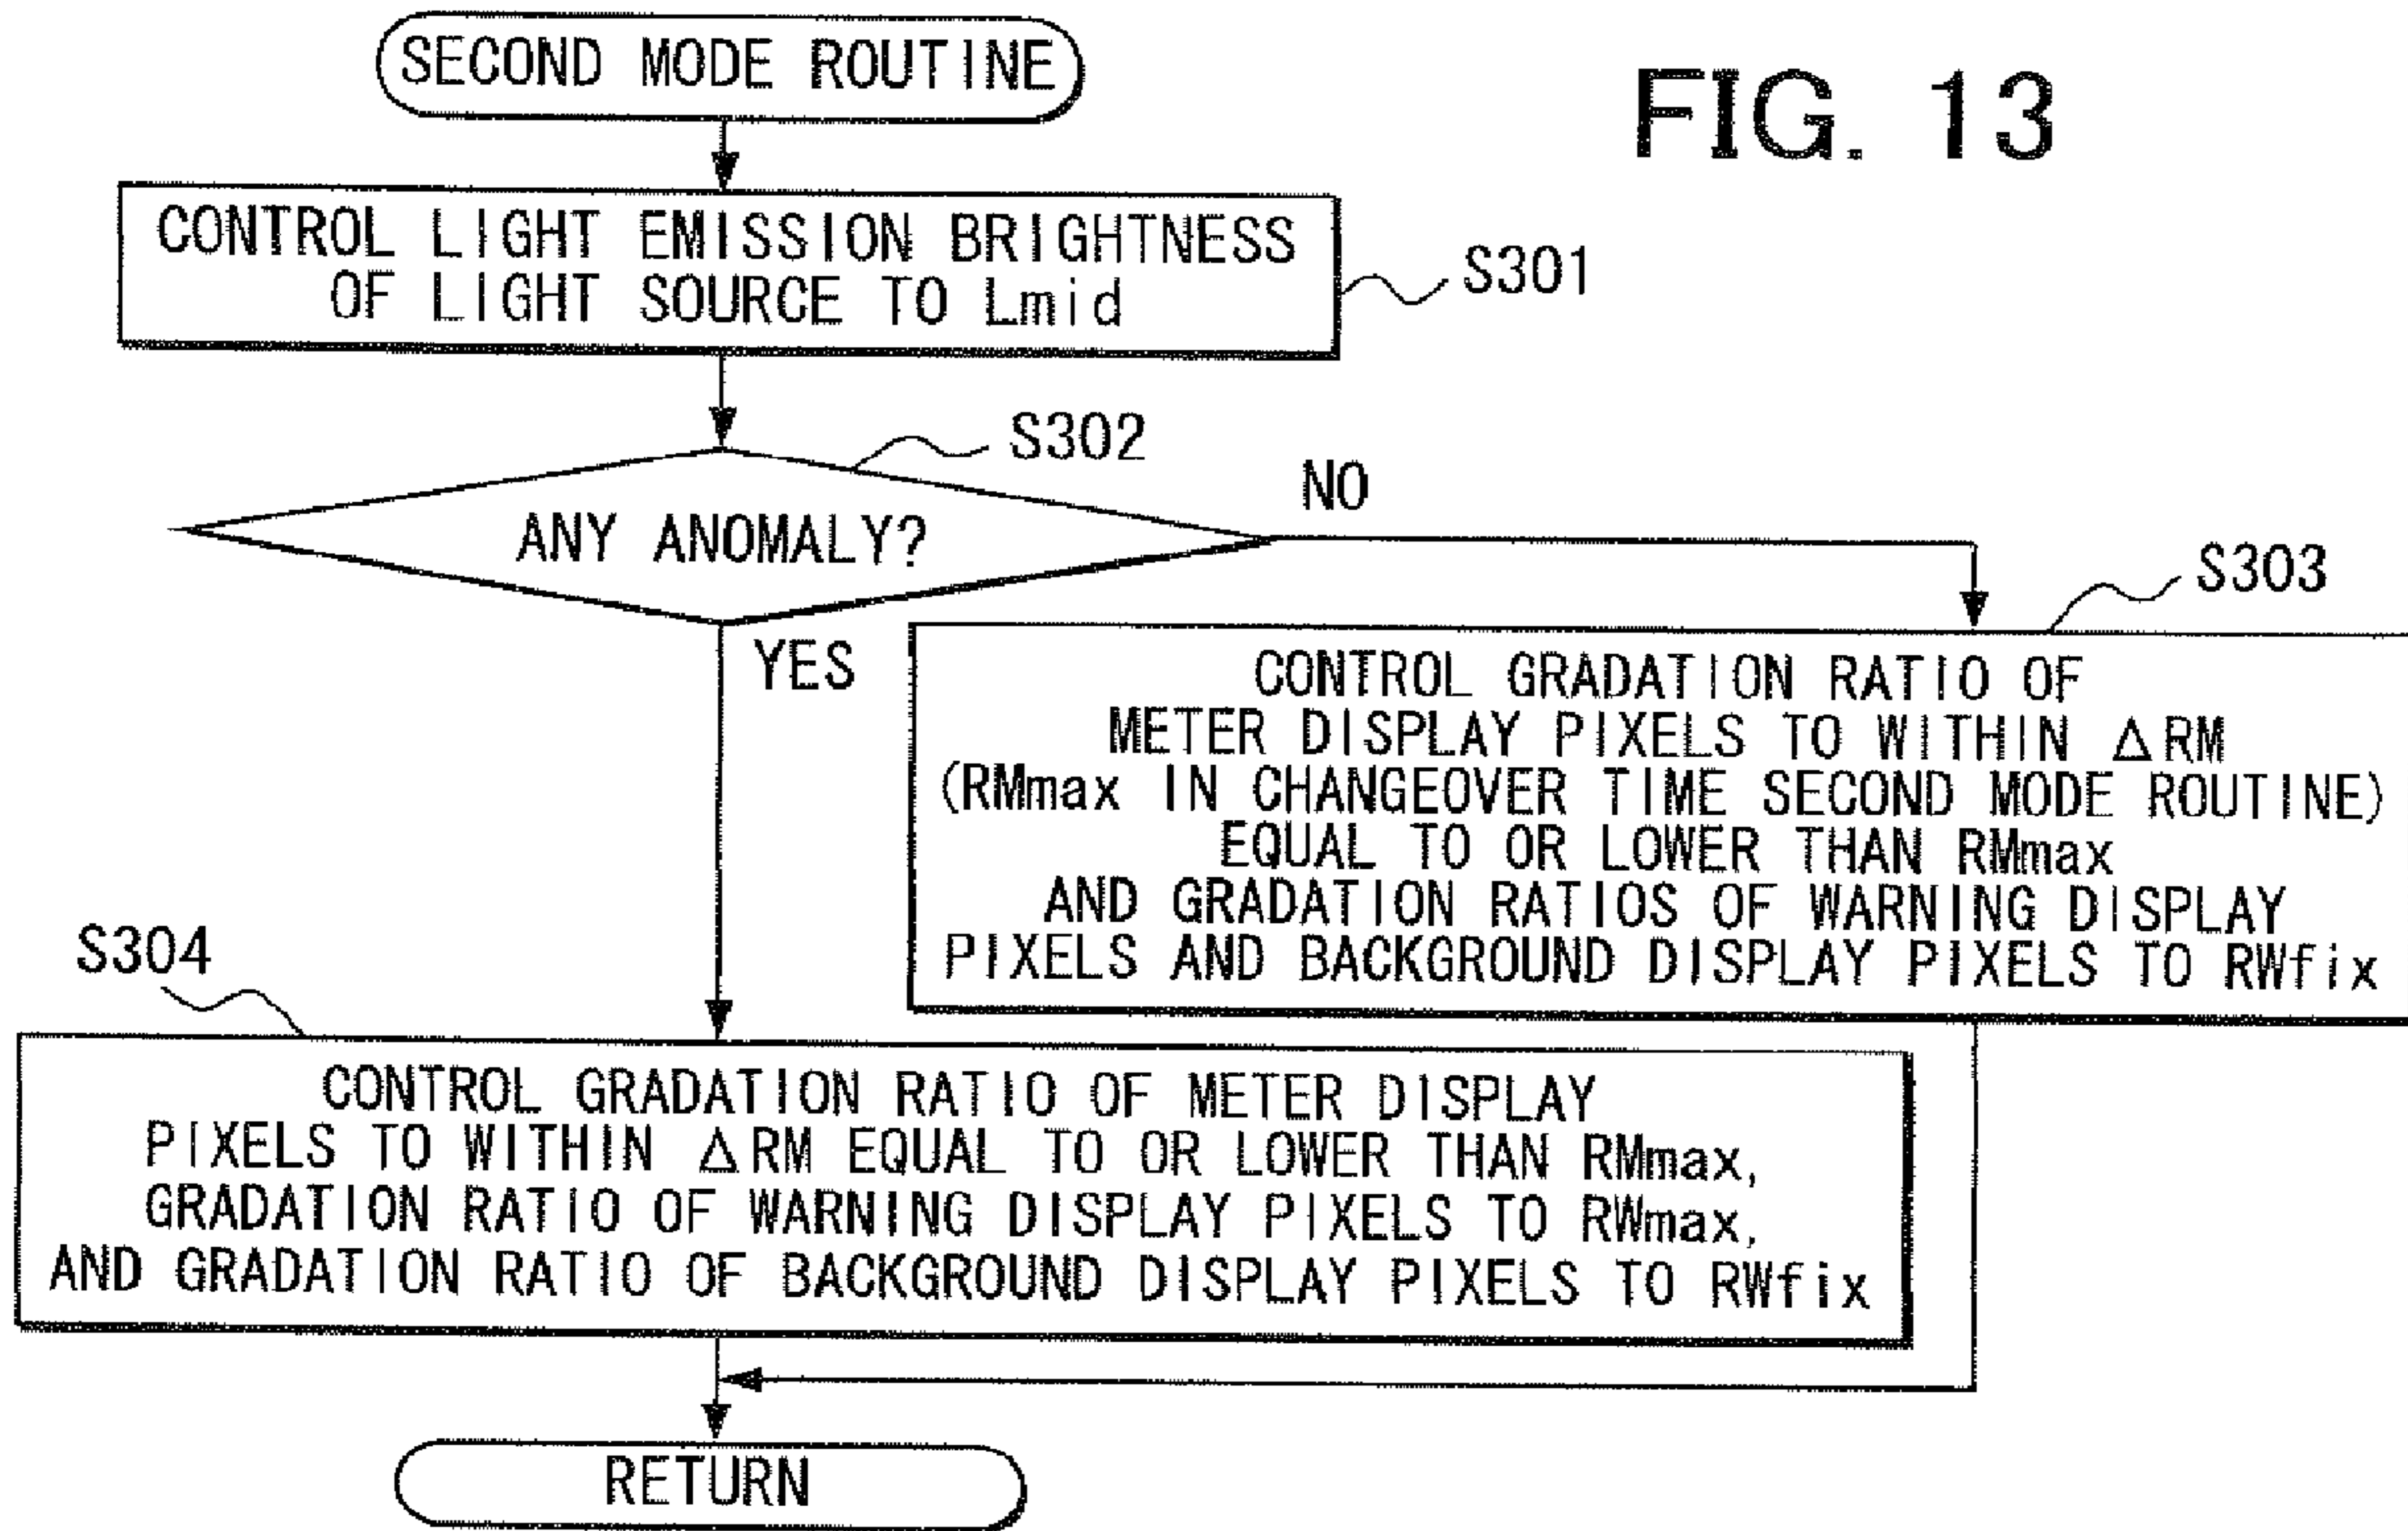 SECOND MODE ROUTINE
FIG. 13
CONTROL LIGHT EMISSION BRIGHTNESS
OF LIGHT SOURCE TO Lmid
S301
S302
ANY ANOMALY?
NO
YES
S303
CONTROL GRADATION RATIO OF
METER DISPLAY PIXELS TO WITHIN ΔRM
(RMmax IN CHANGEOVER TIME SECOND MODE ROUTINE)
EQUAL TO OR LOWER THAN RMmax
AND GRADATION RATIOS OF WARNING DISPLAY
PIXELS AND BACKGROUND DISPLAY PIXELS TO RWfix
S304
CONTROL GRADATION RATIO OF METER DISPLAY
PIXELS TO WITHIN ΔRM EQUAL TO OR LOWER THAN RMmax,
GRADATION RATIO OF WARNING DISPLAY PIXELS TO RWmax,
AND GRADATION RATIO OF BACKGROUND DISPLAY PIXELS TO RWfix
RETURN